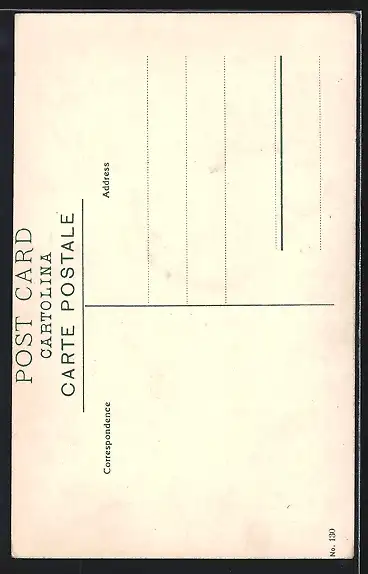 POST CARD
CARTOLINA
CARTE POSTALE
Correspondence
Address
No. 130